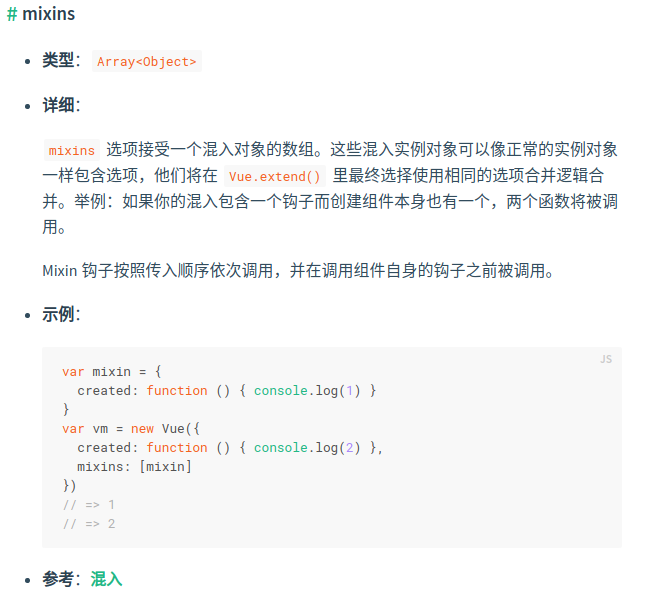 # mixins
类型： Array<Object>
详细：
mixins 选项接受一个混入对象的数组。这些混入实例对象可以像正常的实例对象
一样包含选项，他们将在 Vue.extend() 里最终选择使用相同的选项合并逻辑合
并。举例：如果你的混入包含一个钩子而创建组件本身也有一个，两个函数将被调
用。
Mixin 钩子按照传入顺序依次调用，并在调用组件自身的钩子之前被调用。
示例：
JS
var mixin = {
  created: function () { console.log(1) }
}
var vm = new Vue({
  created: function () { console.log(2) },
  mixins: [mixin]
})
// => 1
// => 2
参考：混入